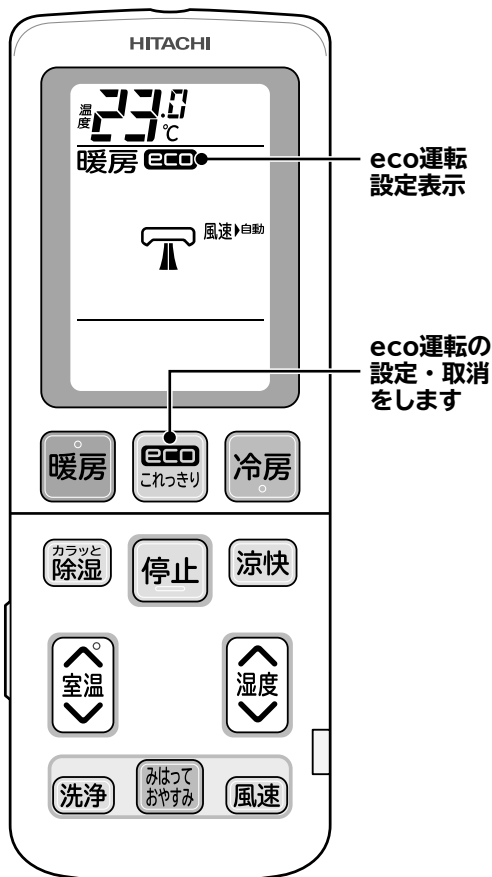 HITACHI
温度
23.0
℃
暖房 eco
風速 自動
eco運転
設定表示
eco運転の
設定・取消
をします
暖房
eco
これっきり
冷房
カラッと
除湿
停止
涼快
室温
湿度
洗浄
みはって
おやすみ
風速